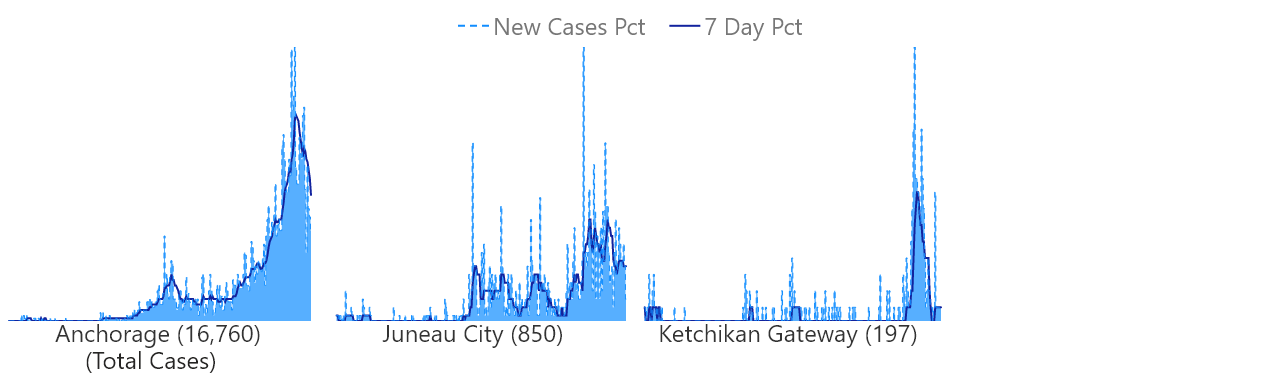 New Cases Pct 7 Day Pct
Anchorage (16,760) Juneau City (850) Ketchikan Gateway (197)
(Total Cases)